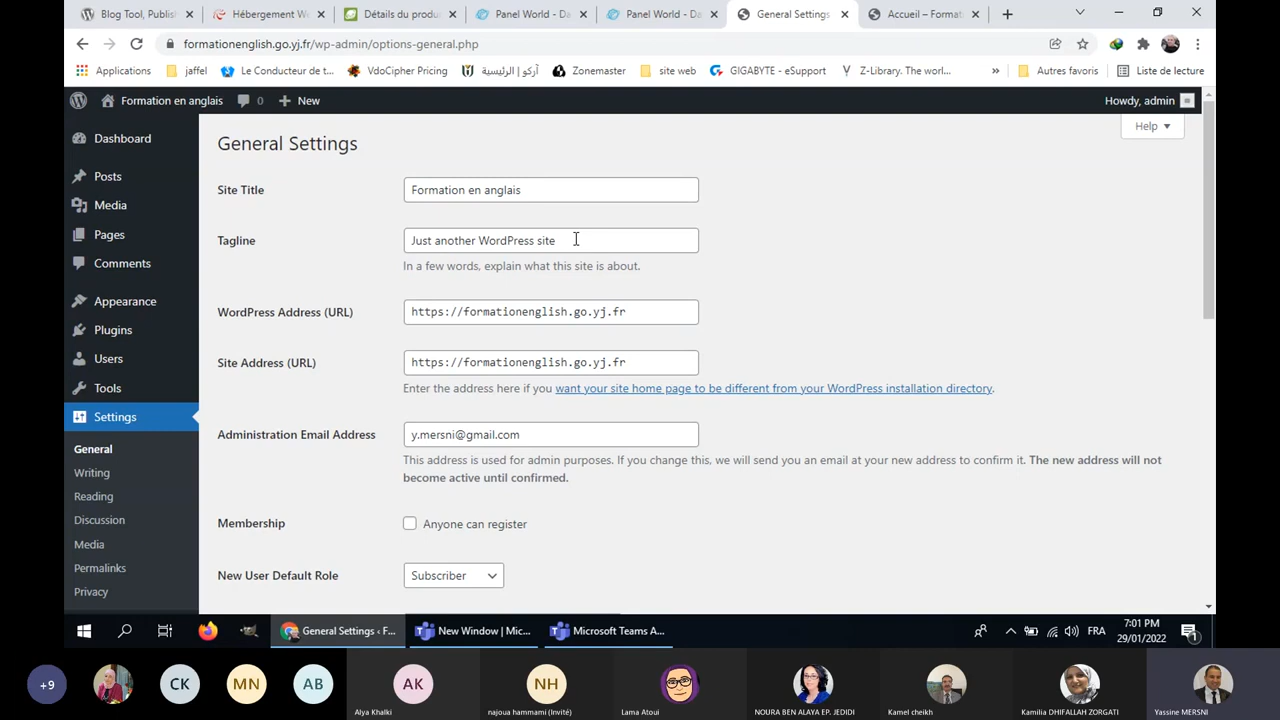 Blog Tool, Publish
Hébergement We
Détails du produ
Panel World - Da
Panel World - Da
General Settings
Accueil – Format
formationenglish.go.yj.fr/wp-admin/options-general.php
Applications
jaffel
Le Conducteur de t...
VdoCipher Pricing
آركو | الرئيسية
Zonemaster
site web
GIGABYTE - eSupport
Z-Library. The worl...
»
Autres favoris
Liste de lecture
Formation en anglais
0
New
Howdy, admin
Help
Dashboard
Posts
Media
Pages
Comments
Appearance
Plugins
Users
Tools
Settings
General
Writing
Reading
Discussion
Media
Permalinks
Privacy
General Settings
Site Title
Formation en anglais
Tagline
Just another WordPress site
In a few words, explain what this site is about.
WordPress Address (URL)
https://formationenglish.go.yj.fr
Site Address (URL)
https://formationenglish.go.yj.fr
Enter the address here if you want your site home page to be different from your WordPress installation directory.
Administration Email Address
y.mersni@gmail.com
This address is used for admin purposes. If you change this, we will send you an email at your new address to confirm it. The new address will not
become active until confirmed.
Membership
Anyone can register
New User Default Role
Subscriber
General Settings ‹ F...
New Window | Mic...
Microsoft Teams A...
FRA
7:01 PM
29/01/2022
1
+9
CK
MN
AB
AK
Alya Khalki
NH
najoua hammami (Invité)
Lama Atoui
NOURA BEN ALAYA EP. JEDIDI
Kamel cheikh
Kamilia DHIFALLAH ZORGATI
Yassine MERSNI